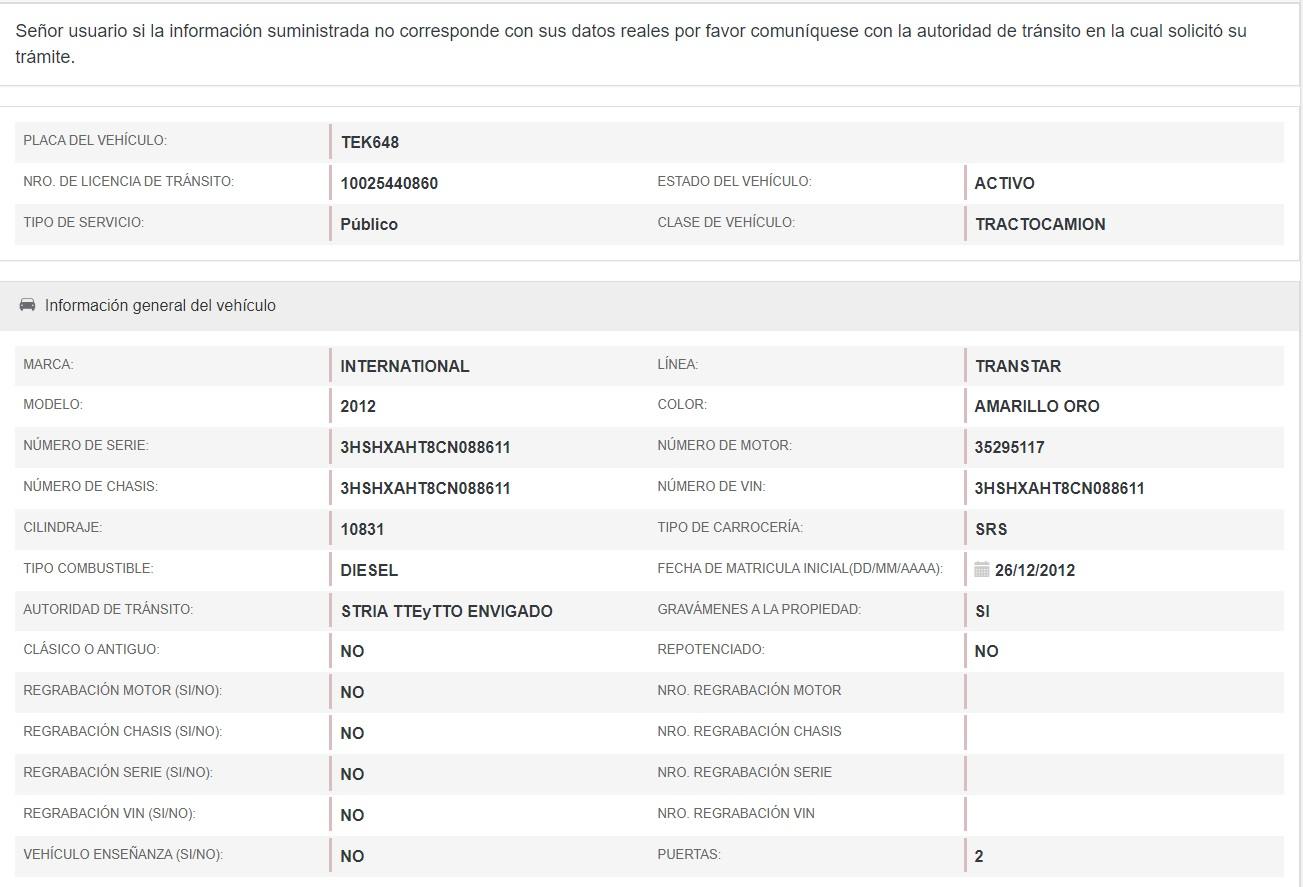 Señor usuario si la información suministrada no corresponde con sus datos reales por favor comuníquese con la autoridad de tránsito en la cual solicitó su
trámite.
PLACA DEL VEHÍCULO: TEK648
NRO. DE LICENCIA DE TRÁNSITO: 10025440860 ESTADO DEL VEHÍCULO: ACTIVO
TIPO DE SERVICIO: Público CLASE DE VEHÍCULO: TRACTOCAMION
Información general del vehículo
MARCA: INTERNATIONAL LÍNEA: TRANSTAR
MODELO: 2012 COLOR: AMARILLO ORO
NÚMERO DE SERIE: 3HSHXAHT8CN088611 NÚMERO DE MOTOR: 35295117
NÚMERO DE CHASIS: 3HSHXAHT8CN088611 NÚMERO DE VIN: 3HSHXAHT8CN088611
CILINDRAJE: 10831 TIPO DE CARROCERÍA: SRS
TIPO COMBUSTIBLE: DIESEL FECHA DE MATRICULA INICIAL(DD/MM/AAAA): 26/12/2012
AUTORIDAD DE TRÁNSITO: STRIA TTEyTTO ENVIGADO GRAVÁMENES A LA PROPIEDAD: SI
CLÁSICO O ANTIGUO: NO REPOTENCIADO: NO
REGRABACIÓN MOTOR (SI/NO): NO NRO. REGRABACIÓN MOTOR
REGRABACIÓN CHASIS (SI/NO): NO NRO. REGRABACIÓN CHASIS
REGRABACIÓN SERIE (SI/NO): NO NRO. REGRABACIÓN SERIE
REGRABACIÓN VIN (SI/NO): NO NRO. REGRABACIÓN VIN
VEHÍCULO ENSEÑANZA (SI/NO): NO PUERTAS: 2